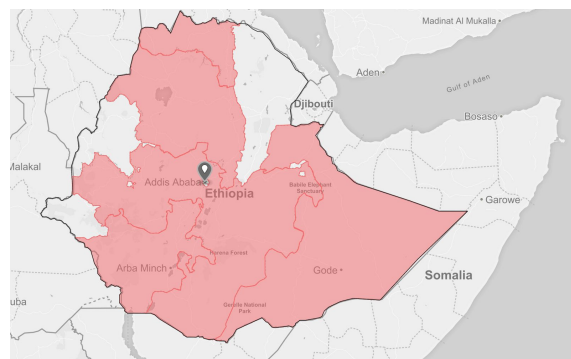 Madinat Al Mukalla
Aden
Gulf of Aden
Djibouti
Bosaso
Malakal
Addis Ababa
Babile Elephant
Sanctuary
Ethiopia
Garowe
Harena Forest
Arba Minch
Gode
Somalia
Geralle National
Park
uba